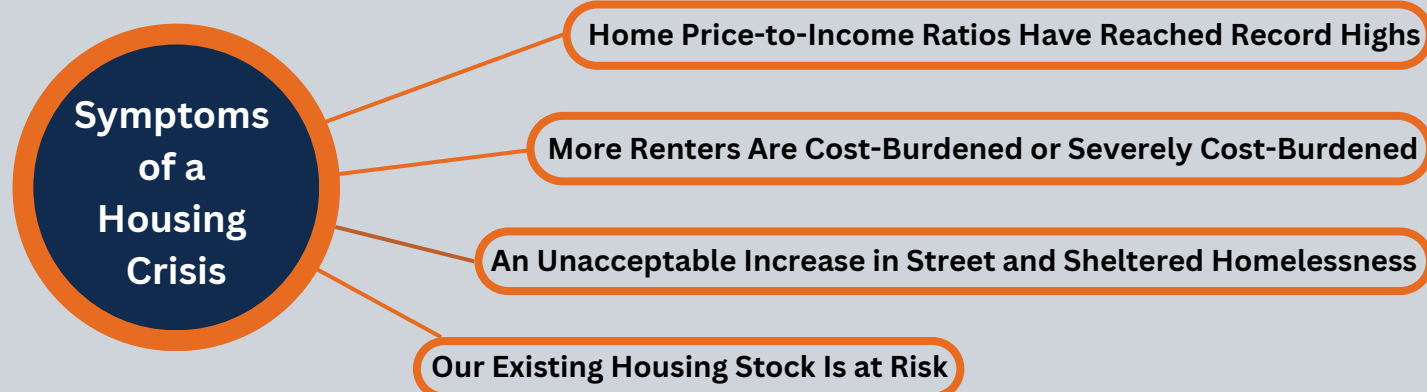 Symptoms
of a
Housing
Crisis
Home Price-to-Income Ratios Have Reached Record Highs
More Renters Are Cost-Burdened or Severely Cost-Burdened
An Unacceptable Increase in Street and Sheltered Homelessness
Our Existing Housing Stock Is at Risk